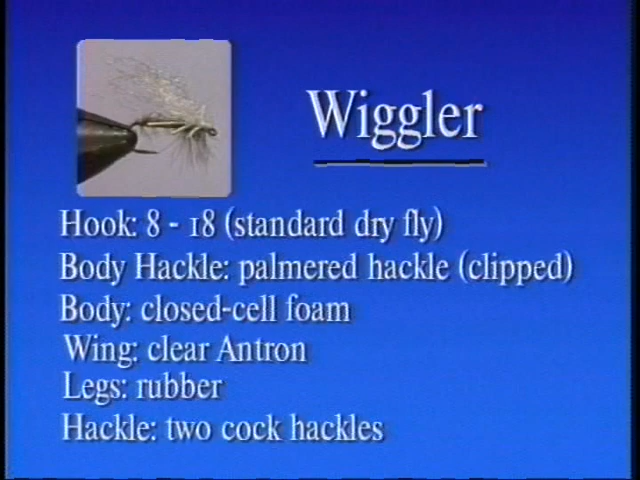 Wiggler
Hook: 8 - 18 (standard dry fly)
Body Hackle: palmered hackle (clipped)
Body: closed-cell foam
Wing: clear Antron
Legs: rubber
Hackle: two cock hackles